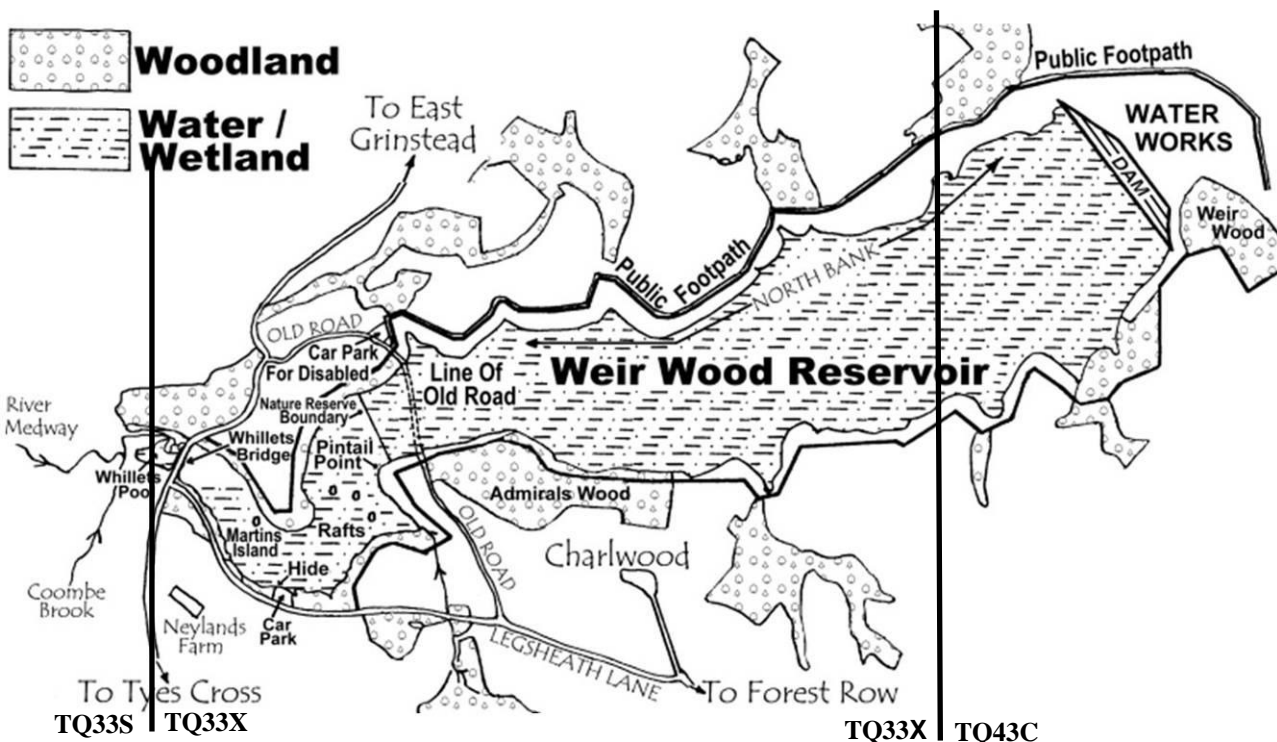 Woodland
Water /
Wetland
To East
Grinstead
Public Footpath
WATER
WORKS
DAM
Weir
Wood
Public Footpath
NORTH BANK
OLD ROAD
Car Park
For Disabled
Line Of
Old Road
Weir Wood Reservoir
Nature Reserve
Boundary
River
Medway
Whillets
Bridge
Pintail
Point
Whillets
Pool
Admirals Wood
Martins
Island
Rafts
OLD ROAD
Charlwood
Hide
Coombe
Brook
Neylands
Farm
Car
Park
LEGSHEATH LANE
To Tyes Cross
To Forest Row
TQ33S
TQ33X
TQ33X
TO43C